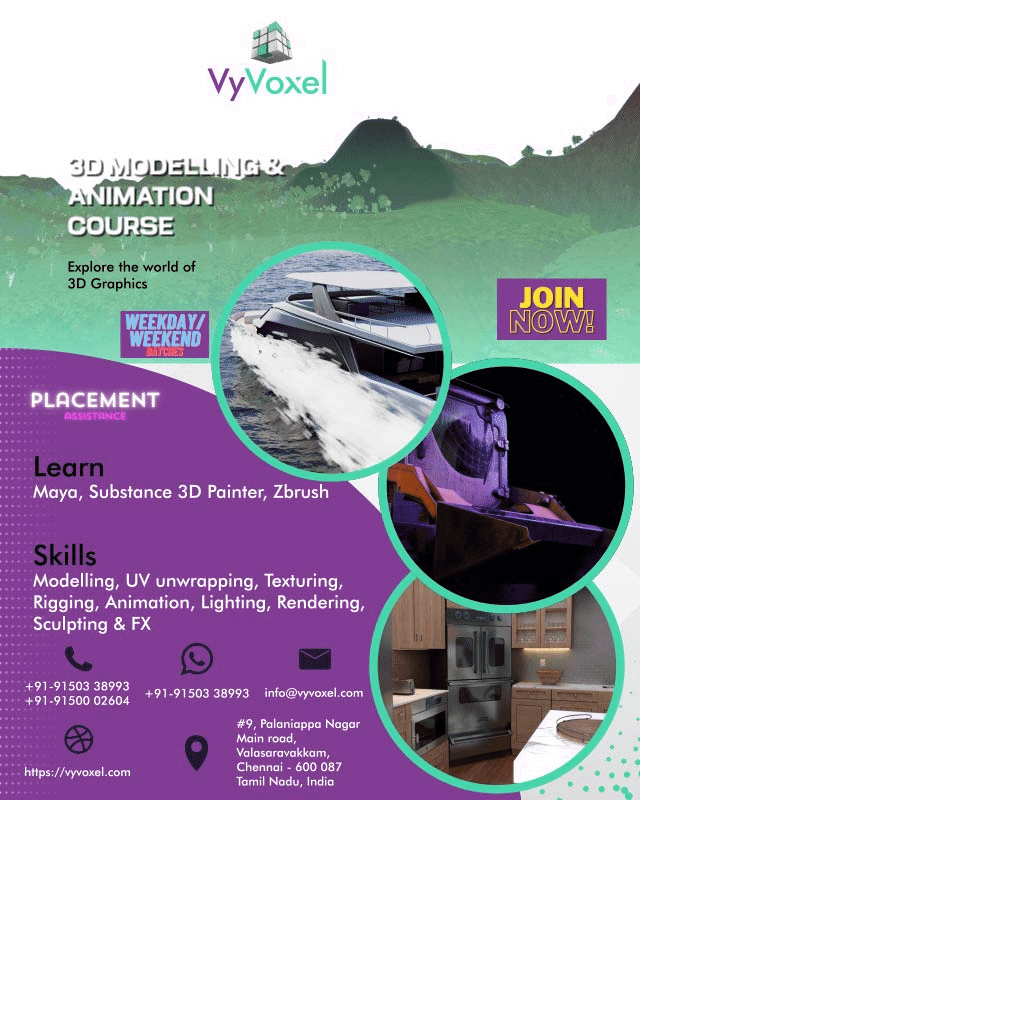 VyVoxel
3D MODELLING &
ANIMATION
COURSE
Explore the world of
3D Graphics
JOIN
NOW!
WEEKDAY/
WEEKEND
BATCHES
PLACEMENT
ASSISTANCE
Learn
Maya, Substance 3D Painter, Zbrush
Skills
Modelling, UV unwrapping, Texturing,
Rigging, Animation, Lighting, Rendering,
Sculpting & FX
+91-91503 38993
+91-91500 02604
+91-91503 38993
info@vyvoxel.com
https://vyvoxel.com
#9, Palaniappa Nagar
Main road,
Valasaravakkam,
Chennai - 600 087
Tamil Nadu, India